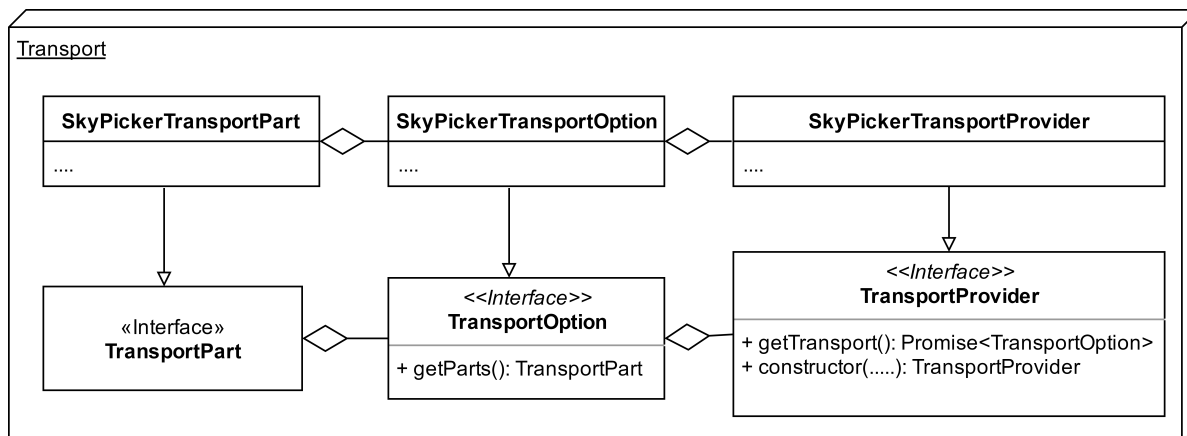 Transport
SkyPickerTransportPart
....
SkyPickerTransportOption
....
SkyPickerTransportProvider
....
«Interface»
TransportPart
<<Interface>>
TransportOption
+ getParts(): TransportPart
<<Interface>>
TransportProvider
+ getTransport(): Promise<TransportOption>
+ constructor(.....): TransportProvider